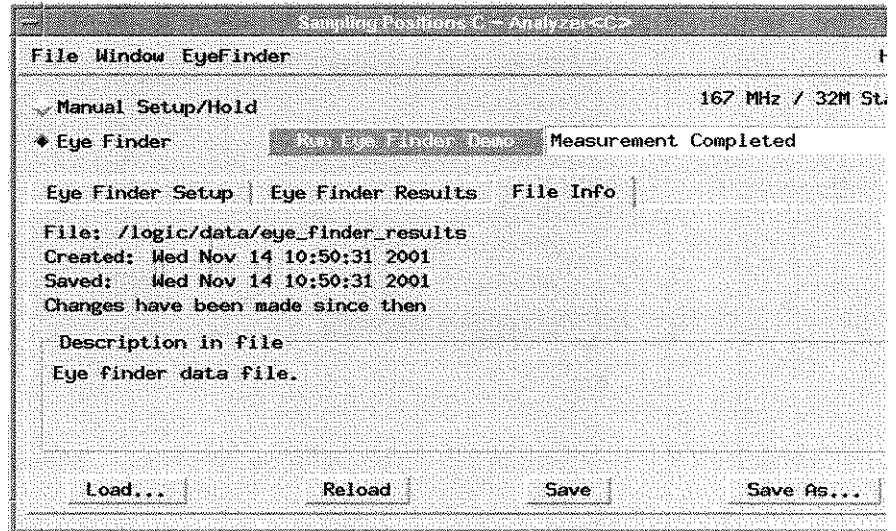 Sampling Positions C - Analyzer<C>
File Window EyeFinder
167 MHz / 32M
Manual Setup/Hold
Eye Finder Run Eye Finder Demo Measurement Completed
Eye Finder Setup Eye Finder Results File Info
File: /logic/data/eye_finder_results
Created: Wed Nov 14 10:50:31 2001
Saved: Wed Nov 14 10:50:31 2001
Changes have been made since then
Description in file
Eye finder data file.
Load... Reload Save Save As...